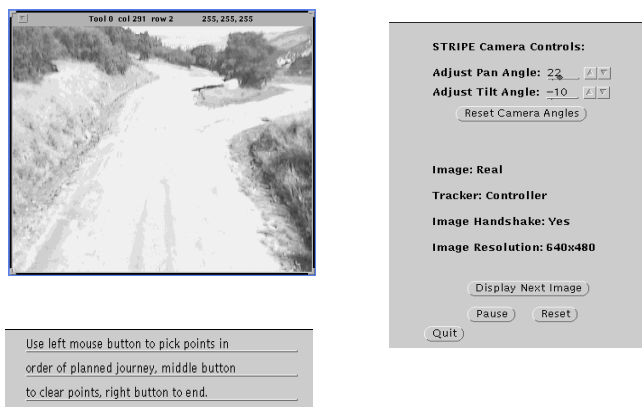 Tool 0 col 291 row 2 255, 255, 255
Use left mouse button to pick points in
order of planned journey, middle button
to clear points, right button to end.
STRIPE Camera Controls:
Adjust Pan Angle: 22
Adjust Tilt Angle: -10
Reset Camera Angles
Image: Real
Tracker: Controller
Image Handshake: Yes
Image Resolution: 640x480
Display Next Image
Pause Reset
Quit